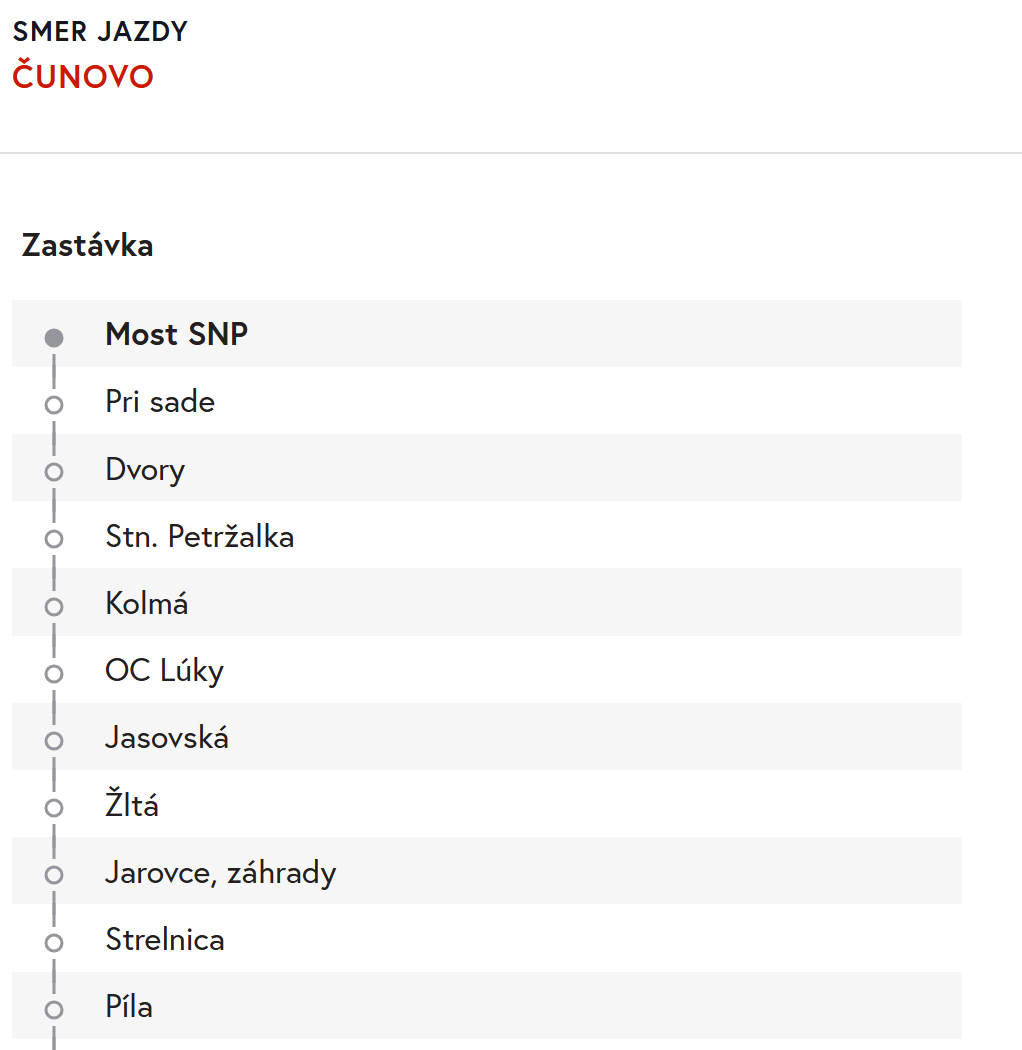 SMER JAZDY
ČUNOVO
Zastávka
Most SNP
Pri sade
Dvory
Stn. Petržalka
Kolmá
OC Lúky
Jasovská
Žltá
Jarovce, záhrady
Strelnica
Píla